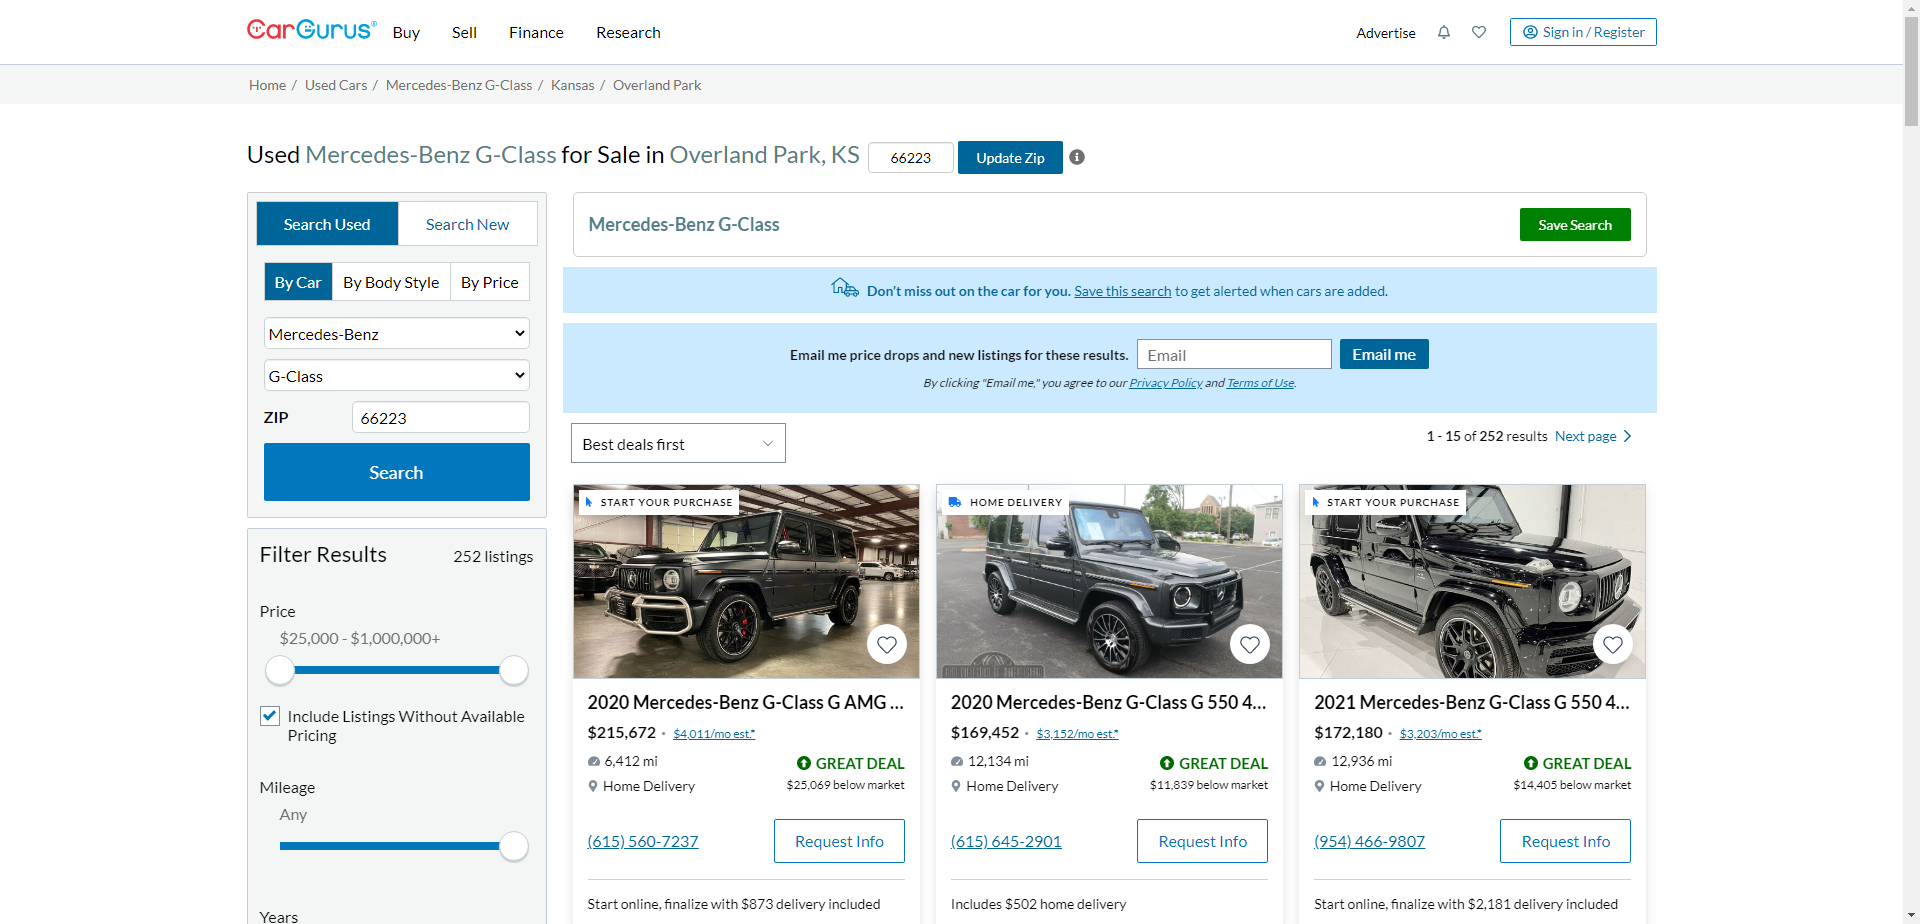 CarGurus®
Buy
Sell
Finance
Research
Advertise
Sign in / Register
Home / Used Cars / Mercedes-Benz G-Class / Kansas / Overland Park
Used Mercedes-Benz G-Class for Sale in Overland Park, KS
66223
Update Zip
Search Used
Search New
By Car
By Body Style
By Price
Mercedes-Benz
G-Class
ZIP
66223
Search
Filter Results
252 listings
Price
$25,000 - $1,000,000+
Include Listings Without Available
Pricing
Mileage
Any
Years
Mercedes-Benz G-Class
Save Search
Don't miss out on the car for you. Save this search to get alerted when cars are added.
Email me price drops and new listings for these results.
Email
Email me
By clicking "Email me," you agree to our Privacy Policy and Terms of Use.
Best deals first
1 - 15 of 252 results
Next page
START YOUR PURCHASE
2020 Mercedes-Benz G-Class G AMG ...
$215,672 · $4,011/mo est.*
6,412 mi
GREAT DEAL
Home Delivery
$25,069 below market
(615) 560-7237
Request Info
Start online, finalize with $873 delivery included
HOME DELIVERY
2020 Mercedes-Benz G-Class G 550 4...
$169,452 · $3,152/mo est.*
12,134 mi
GREAT DEAL
Home Delivery
$11,839 below market
(615) 645-2901
Request Info
Includes $502 home delivery
START YOUR PURCHASE
2021 Mercedes-Benz G-Class G 550 4...
$172,180 · $3,203/mo est.*
12,936 mi
GREAT DEAL
Home Delivery
$14,405 below market
(954) 466-9807
Request Info
Start online, finalize with $2,181 delivery included